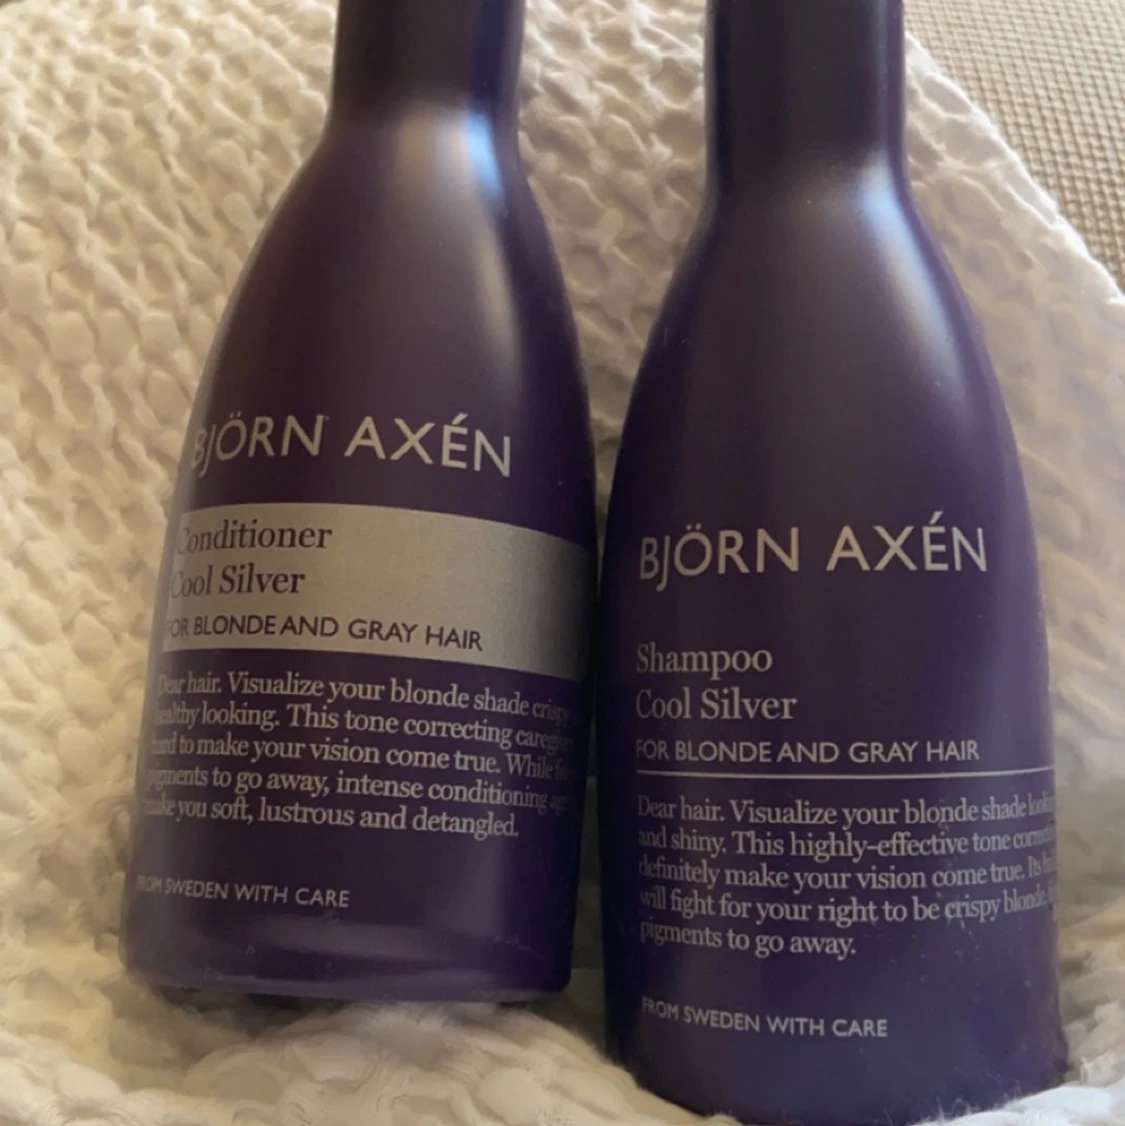 BJÖRN AXÉN
Conditioner
Cool Silver
FOR BLONDE AND GRAY HAIR
Dear hair. Visualize your blonde shade crispy
healthy looking. This tone correcting
hard to make your vision come true. While
pigments to go away, intense conditioning
make you soft, lustrous and detangled.
FROM SWEDEN WITH CARE
BJÖRN AXÉN
Shampoo
Cool Silver
FOR BLONDE AND GRAY HAIR
Dear hair. Visualize your blonde shade
and shiny. This highly-effective tone
definitely make your vision come true. Its
will fight for your right to be crispy blonde.
pigments to go away.
FROM SWEDEN WITH CARE